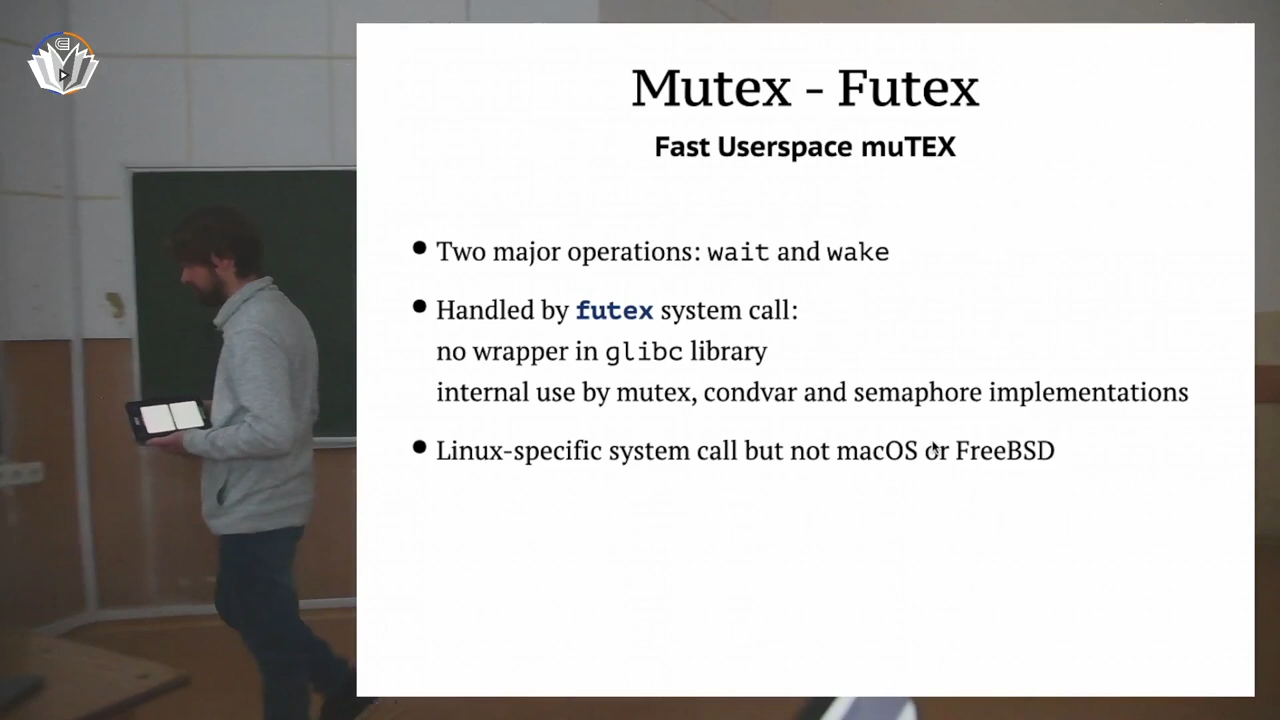 Mutex - Futex
Fast Userspace muTEX
• Two major operations: wait and wake
• Handled by futex system call:
no wrapper in glibc library
internal use by mutex, condvar and semaphore implementations
• Linux-specific system call but not macOS or FreeBSD